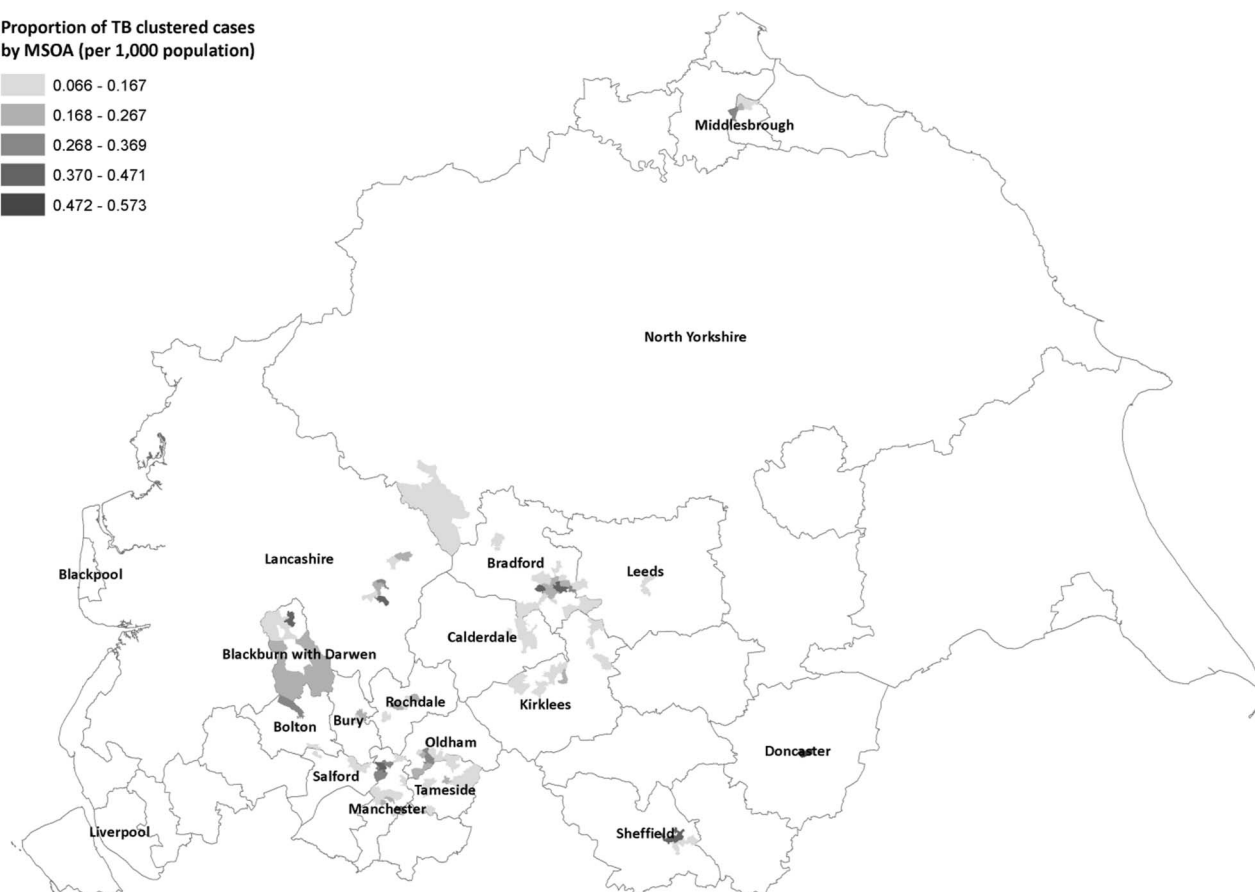 Proportion of TB clustered cases
by MSOA (per 1,000 population)
0.066 - 0.167
0.168 - 0.267
0.268 - 0.369
0.370 - 0.471
0.472 - 0.573
Middlesbrough
North Yorkshire
Lancashire
Bradford
Leeds
Blackpool
Calderdale
Blackburn with Darwen
Rochdale
Kirklees
Bury
Bolton
Oldham
Doncaster
Salford
Tameside
Manchester
Liverpool
Sheffield